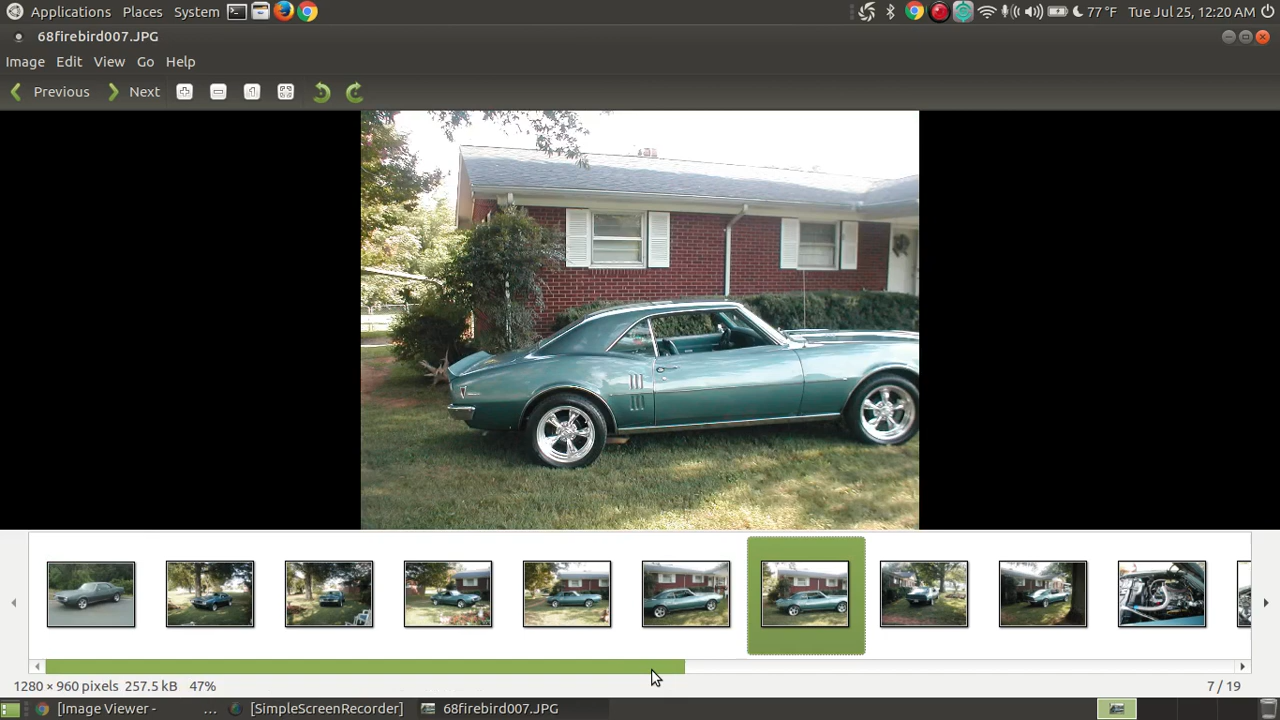 Applications Places System 77 °F Tue Jul 25, 12:20 AM
68firebird007.JPG
Image Edit View Go Help
Previous Next
1280 × 960 pixels 257.5 kB 47% 7 / 19
[Image Viewer - ... [SimpleScreenRecorder] 68firebird007.JPG